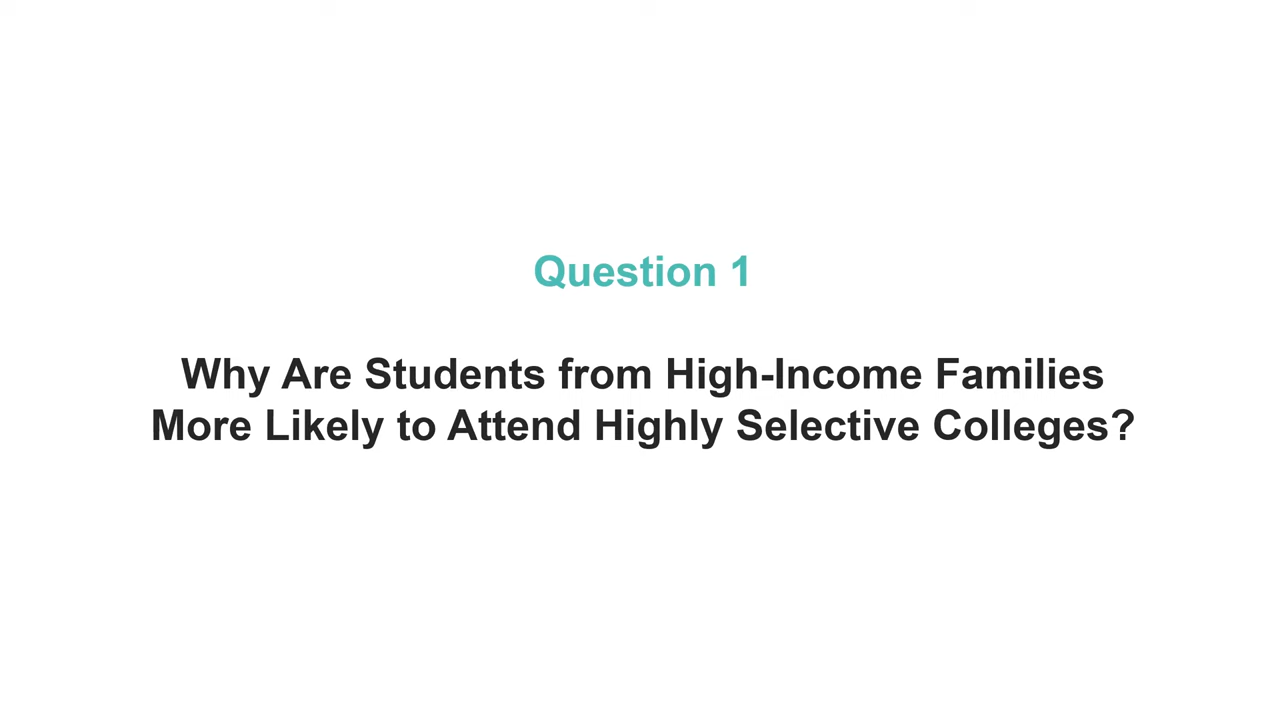 Question 1
Why Are Students from High-Income Families
More Likely to Attend Highly Selective Colleges?